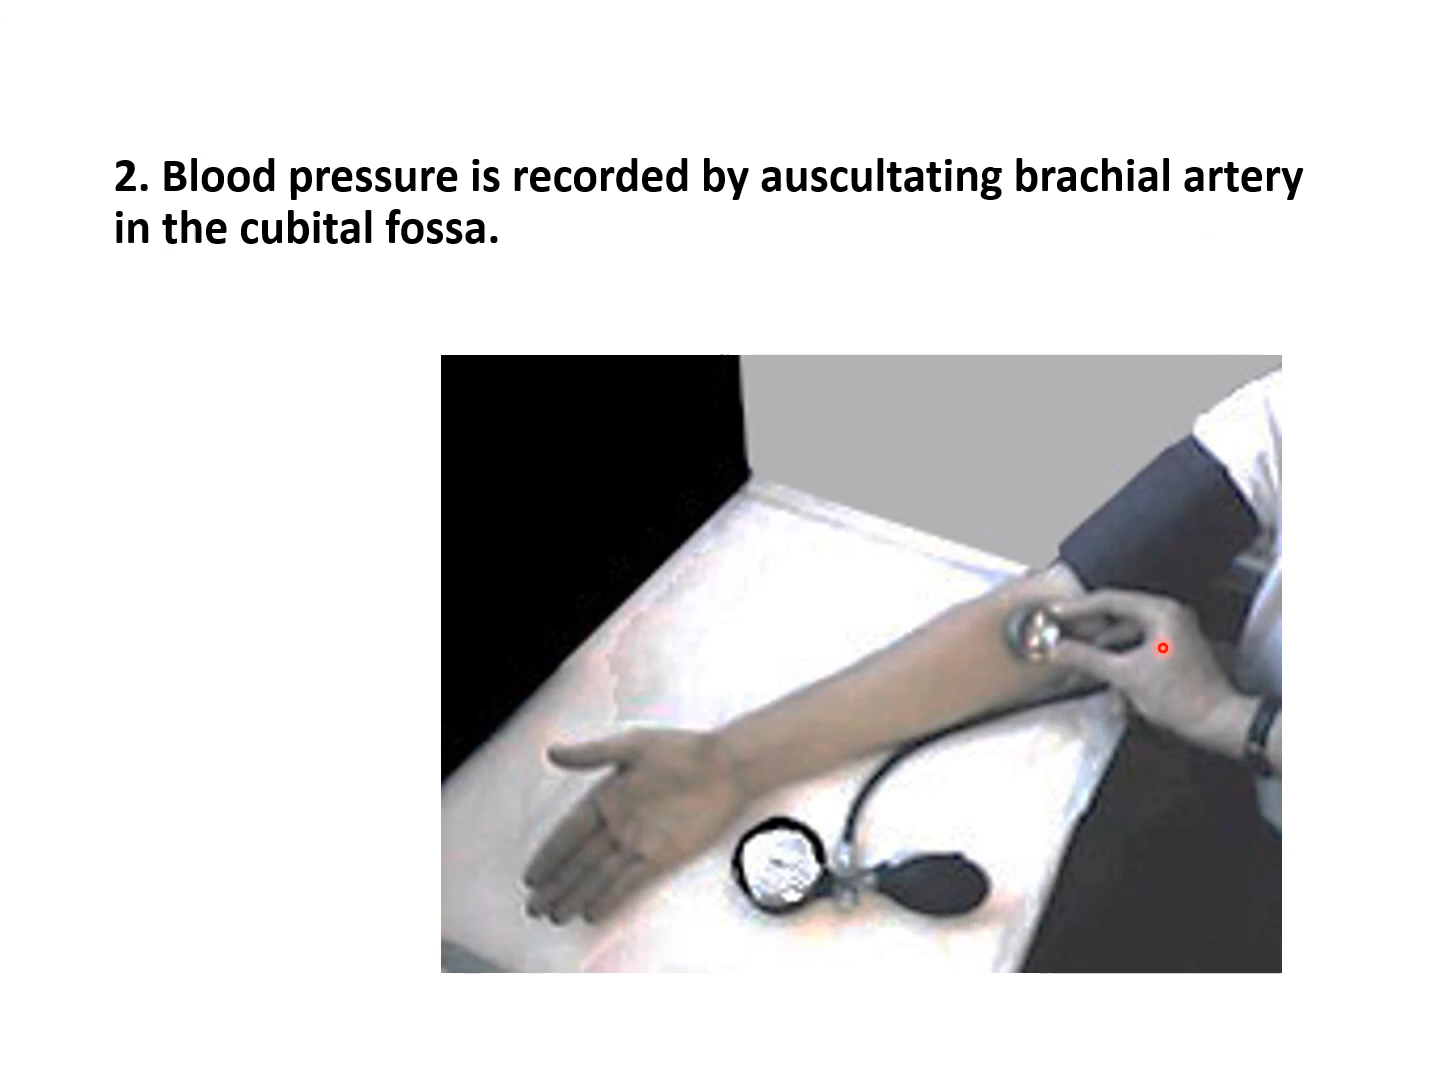 2. Blood pressure is recorded by auscultating brachial artery
in the cubital fossa.